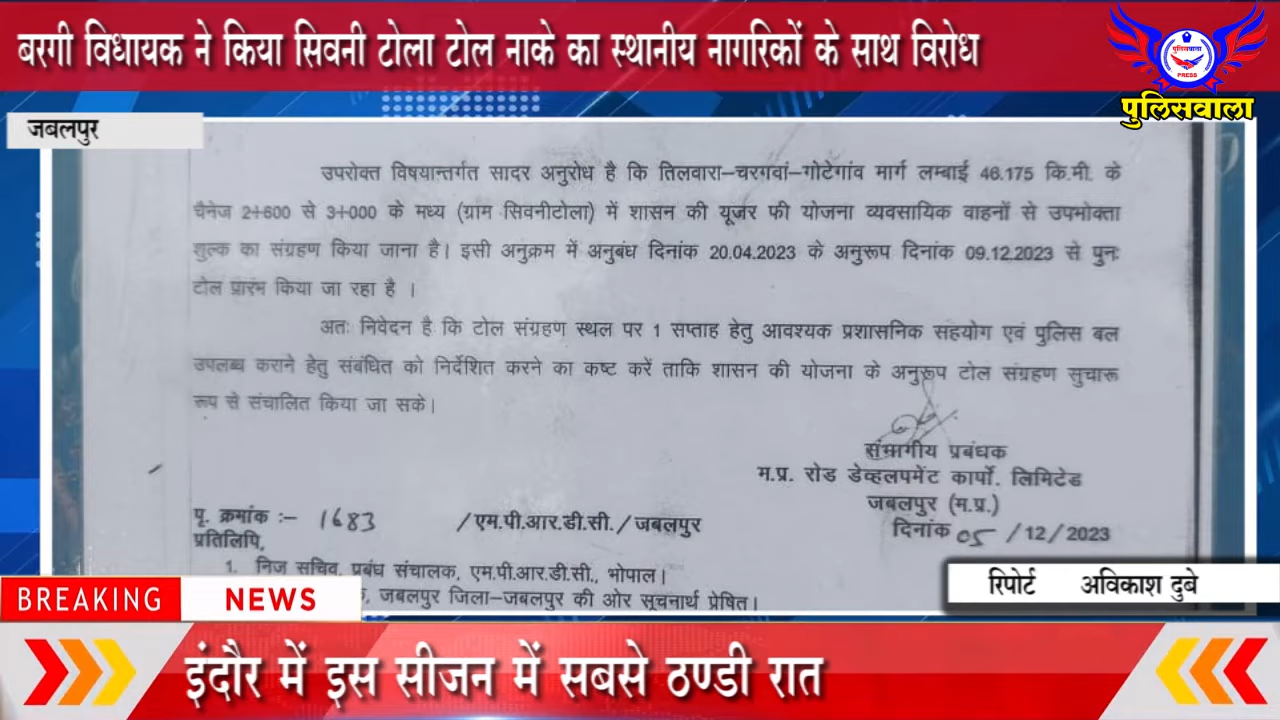 बरगी विधायक ने किया सिवनी टोला टोल नाके का स्थानीय नागरिकों के साथ विरोध
पुलिसवाला
PRESS
पुलिसवाला
जबलपुर
उपरोक्त विषयान्तर्गत सादर अनुरोध है कि तिलवारा–चरगवां–गोटेगांव मार्ग लम्बाई 46.175 कि.मी. के
चैनेज 2+600 से 3+000 के मध्य (ग्राम सिवनीटोला) में शासन की यूजर फी योजना व्यवसायिक वाहनों से उपभोक्ता
शुल्क का संग्रहण किया जाना है। इसी अनुक्रम में अनुबंध दिनांक 20.04.2023 के अनुरूप दिनांक 09.12.2023 से पुनः
टोल प्रारंभ किया जा रहा है ।
अतः निवेदन है कि टोल संग्रहण स्थल पर 1 सप्ताह हेतु आवश्यक प्रशासनिक सहयोग एवं पुलिस बल
उपलब्ध कराने हेतु संबंधित को निर्देशित करने का कष्ट करें ताकि शासन की योजना के अनुरूप टोल संग्रहण सुचारू
रूप से संचालित किया जा सके।
संभागीय प्रबंधक
म.प्र. रोड डेव्हलपमेंट कार्पो. लिमिटेड
जबलपुर (म.प्र.)
पृ. क्रमांक :– 1683 /एम.पी.आर.डी.सी./जबलपुर
दिनांक 05 /12/2023
प्रतिलिपि,
1. निज सचिव, प्रबंध संचालक, एम.पी.आर.डी.सी., भोपाल।
जबलपुर जिला–जबलपुर की ओर सूचनार्थ प्रेषित।
रिपोर्ट अविकाश दुबे
BREAKING NEWS
इंदौर में इस सीजन में सबसे ठण्डी रात